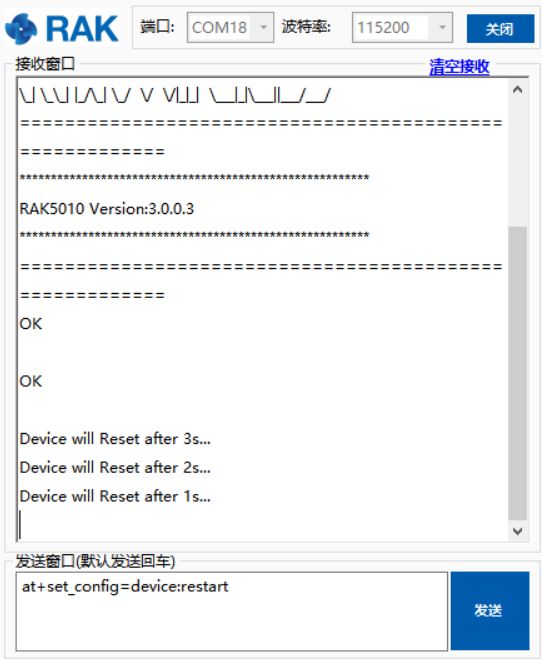 RAK
端口: COM18 波特率: 115200 关闭
接收窗口 清空接收
\_| \_\_| |_/\_| \_/ \/ \/|_|_| \__|_|\__||__/__/
===========================================
=============
********************************************************
RAK5010 Version:3.0.0.3
********************************************************
===========================================
=============
OK
OK
Device will Reset after 3s...
Device will Reset after 2s...
Device will Reset after 1s...
发送窗口(默认发送回车)
at+set_config=device:restart
发送